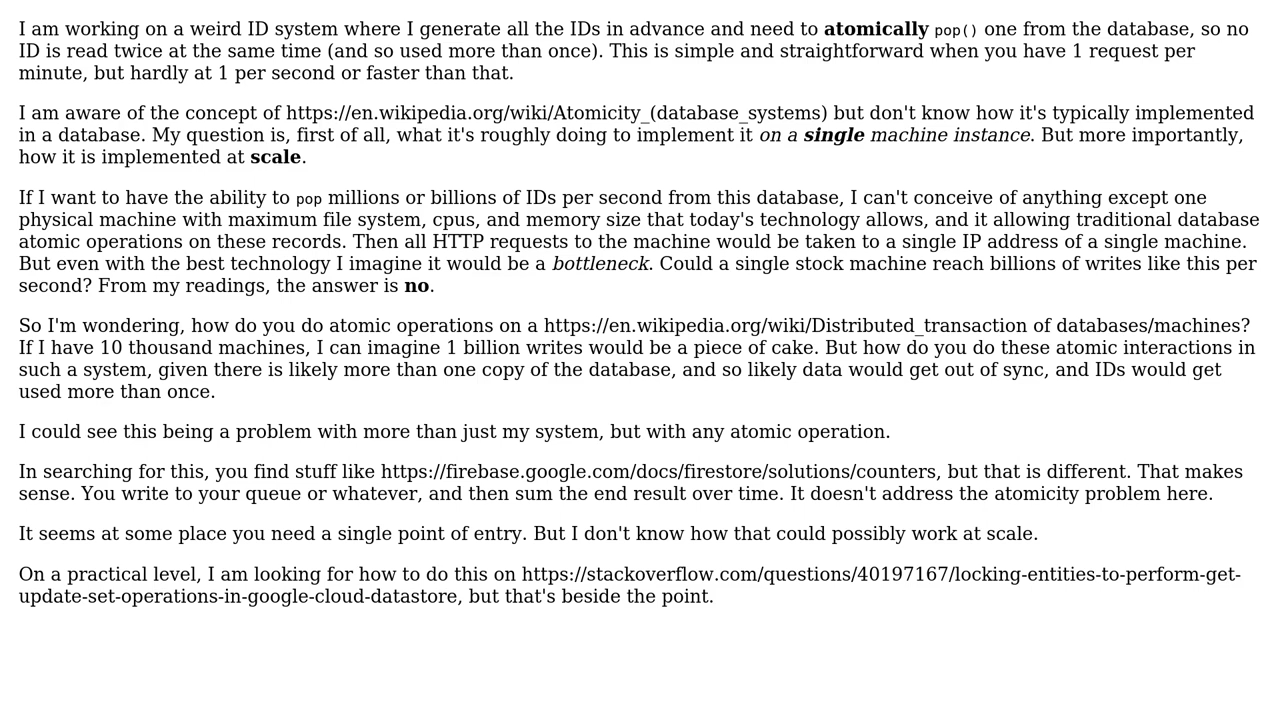 I am working on a weird ID system where I generate all the IDs in advance and need to atomically pop() one from the database, so no
ID is read twice at the same time (and so used more than once). This is simple and straightforward when you have 1 request per
minute, but hardly at 1 per second or faster than that.
I am aware of the concept of https://en.wikipedia.org/wiki/Atomicity_(database_systems) but don't know how it's typically implemented
in a database. My question is, first of all, what it's roughly doing to implement it on a single machine instance. But more importantly,
how it is implemented at scale.
If I want to have the ability to pop millions or billions of IDs per second from this database, I can't conceive of anything except one
physical machine with maximum file system, cpus, and memory size that today's technology allows, and it allowing traditional database
atomic operations on these records. Then all HTTP requests to the machine would be taken to a single IP address of a single machine.
But even with the best technology I imagine it would be a bottleneck. Could a single stock machine reach billions of writes like this per
second? From my readings, the answer is no.
So I'm wondering, how do you do atomic operations on a https://en.wikipedia.org/wiki/Distributed_transaction of databases/machines?
If I have 10 thousand machines, I can imagine 1 billion writes would be a piece of cake. But how do you do these atomic interactions in
such a system, given there is likely more than one copy of the database, and so likely data would get out of sync, and IDs would get
used more than once.
I could see this being a problem with more than just my system, but with any atomic operation.
In searching for this, you find stuff like https://firebase.google.com/docs/firestore/solutions/counters, but that is different. That makes
sense. You write to your queue or whatever, and then sum the end result over time. It doesn't address the atomicity problem here.
It seems at some place you need a single point of entry. But I don't know how that could possibly work at scale.
On a practical level, I am looking for how to do this on https://stackoverflow.com/questions/40197167/locking-entities-to-perform-get-
update-set-operations-in-google-cloud-datastore, but that's beside the point.